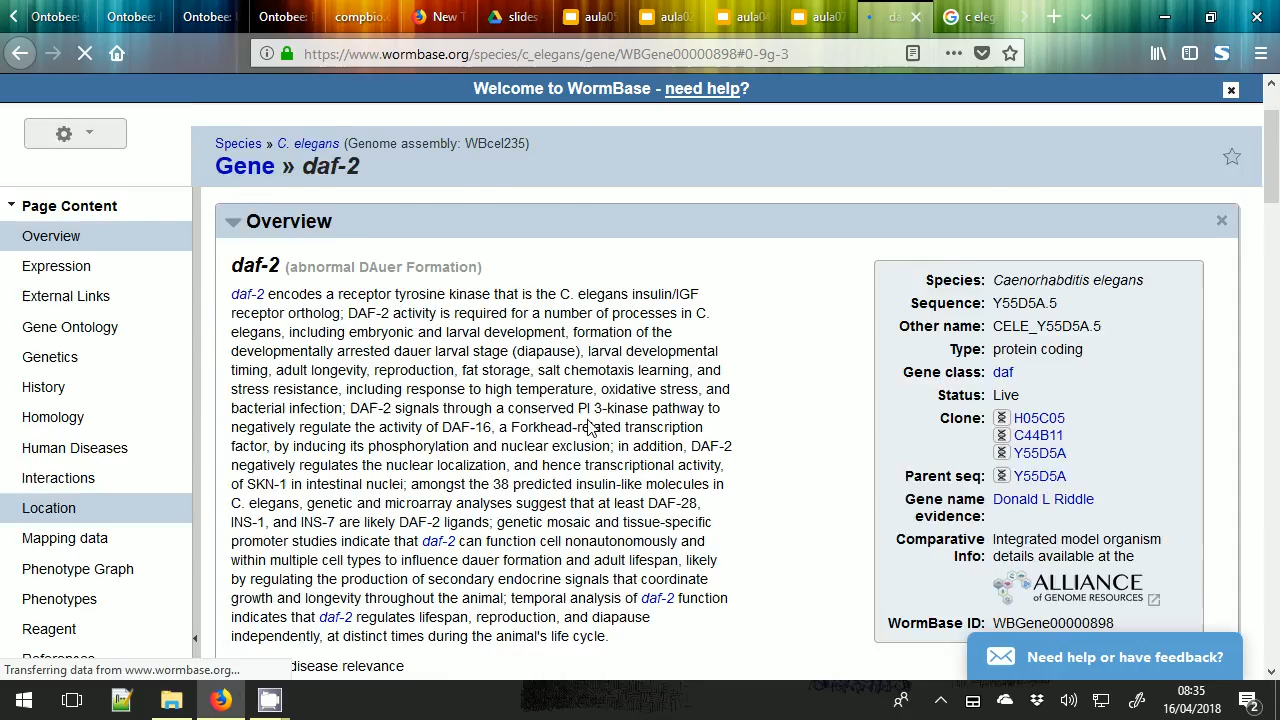 Ontobee:
Ontobee:
Ontobee:
Ontobee:
compbio.
New T
slides
aula05
aula02
aula04
aula07
da
c eleg
https://www.wormbase.org/species/c_elegans/gene/WBGene00000898#0-9g-3
Welcome to WormBase - need help?
Species » C. elegans (Genome assembly: WBcel235)
Gene » daf-2
Page Content
Overview
Expression
External Links
Gene Ontology
Genetics
History
Homology
Human Diseases
Interactions
Location
Mapping data
Phenotype Graph
Phenotypes
Reagent
Overview
daf-2 (abnormal DAuer Formation)
daf-2 encodes a receptor tyrosine kinase that is the C. elegans insulin/IGF
receptor ortholog; DAF-2 activity is required for a number of processes in C.
elegans, including embryonic and larval development, formation of the
developmentally arrested dauer larval stage (diapause), larval developmental
timing, adult longevity, reproduction, fat storage, salt chemotaxis learning, and
stress resistance, including response to high temperature, oxidative stress, and
bacterial infection; DAF-2 signals through a conserved PI 3-kinase pathway to
negatively regulate the activity of DAF-16, a Forkhead-related transcription
factor, by inducing its phosphorylation and nuclear exclusion; in addition, DAF-2
negatively regulates the nuclear localization, and hence transcriptional activity,
of SKN-1 in intestinal nuclei; amongst the 38 predicted insulin-like molecules in
C. elegans, genetic and microarray analyses suggest that at least DAF-28,
INS-1, and INS-7 are likely DAF-2 ligands; genetic mosaic and tissue-specific
promoter studies indicate that daf-2 can function cell nonautonomously and
within multiple cell types to influence dauer formation and adult lifespan, likely
by regulating the production of secondary endocrine signals that coordinate
growth and longevity throughout the animal; temporal analysis of daf-2 function
indicates that daf-2 regulates lifespan, reproduction, and diapause
independently, at distinct times during the animal's life cycle.
disease relevance
Species: Caenorhabditis elegans
Sequence: Y55D5A.5
Other name: CELE_Y55D5A.5
Type: protein coding
Gene class: daf
Status: Live
Clone: H05C05
C44B11
Y55D5A
Parent seq: Y55D5A
Gene name evidence: Donald L Riddle
Comparative Info: Integrated model organism
details available at the
ALLIANCE
of GENOME RESOURCES
WormBase ID: WBGene00000898
Need help or have feedback?
Transferring data from www.wormbase.org...
08:35
16/04/2018
2